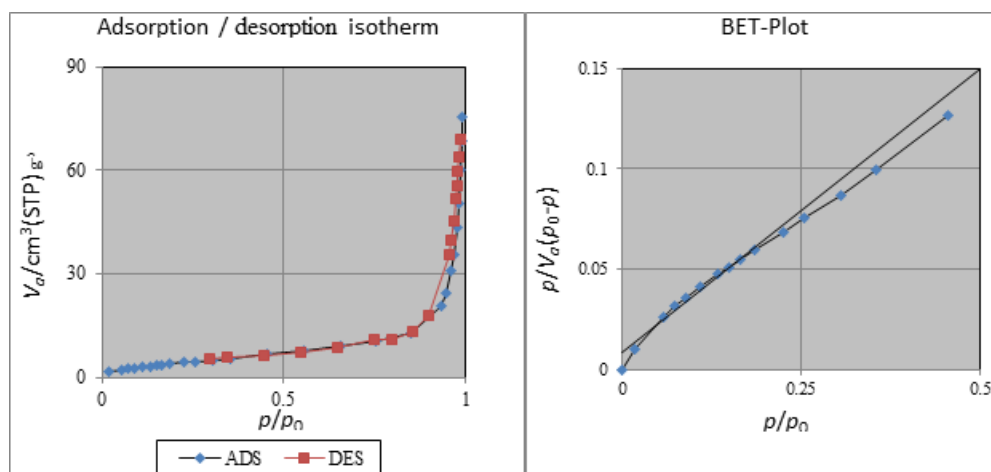 Adsorption / desorption isotherm
90
60
30
0
0
0.5
1
Va/cm³(STP) g⁻¹
p/p₀
ADS
DES
BET-Plot
0.15
0.1
0.05
0
0
0.25
0.5
p/Va(p₀-p)
p/p₀